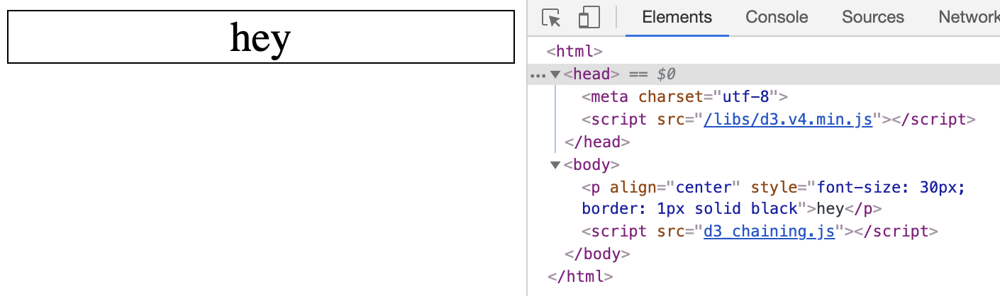 hey
Elements Console Sources Network
<html>
<head> == $0
<meta charset="utf-8">
<script src="/libs/d3.v4.min.js"></script>
</head>
<body>
<p align="center" style="font-size: 30px;
border: 1px solid black">hey</p>
<script src="d3_chaining.js"></script>
</body>
</html>